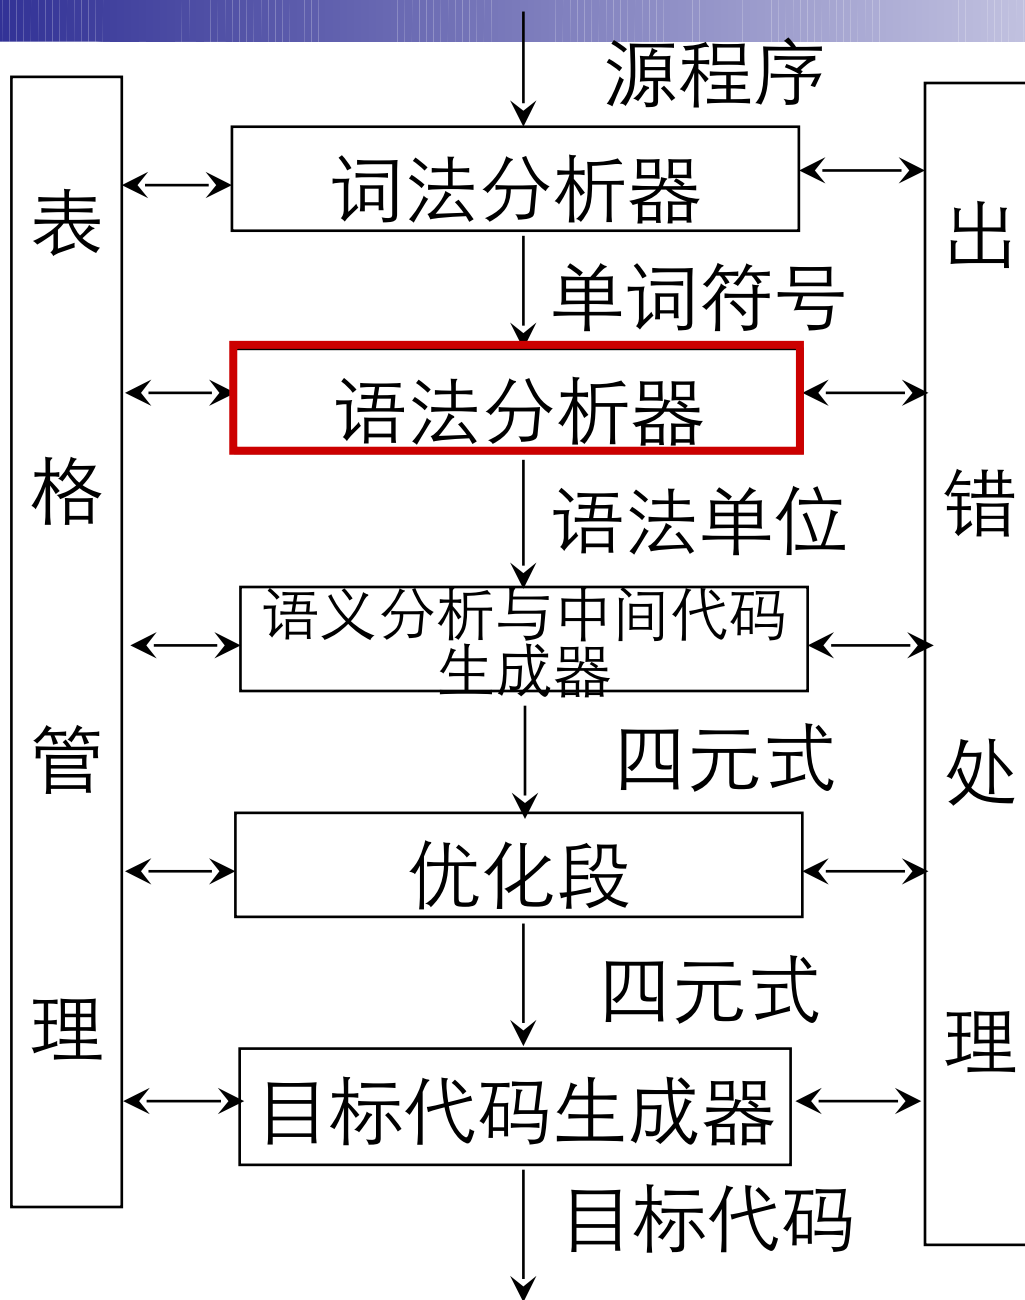 源程序
词法分析器
单词符号
语法分析器
语法单位
语义分析与中间代码
生成器
四元式
优化段
四元式
目标代码生成器
目标代码
表
格
管
理
出
错
处
理